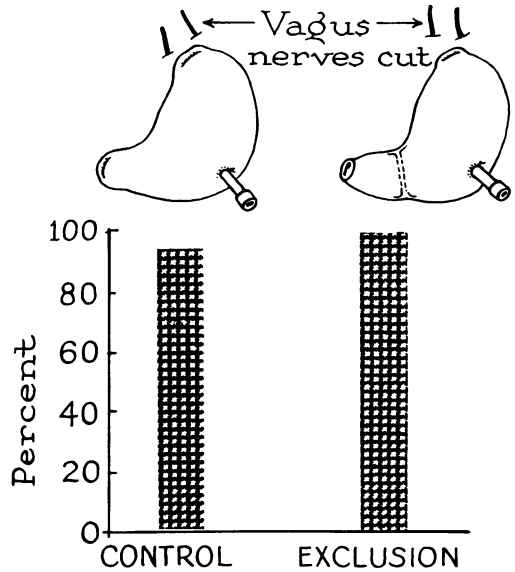 Vagus
nerves cut
Percent
100
80
60
40
20
0
CONTROL EXCLUSION